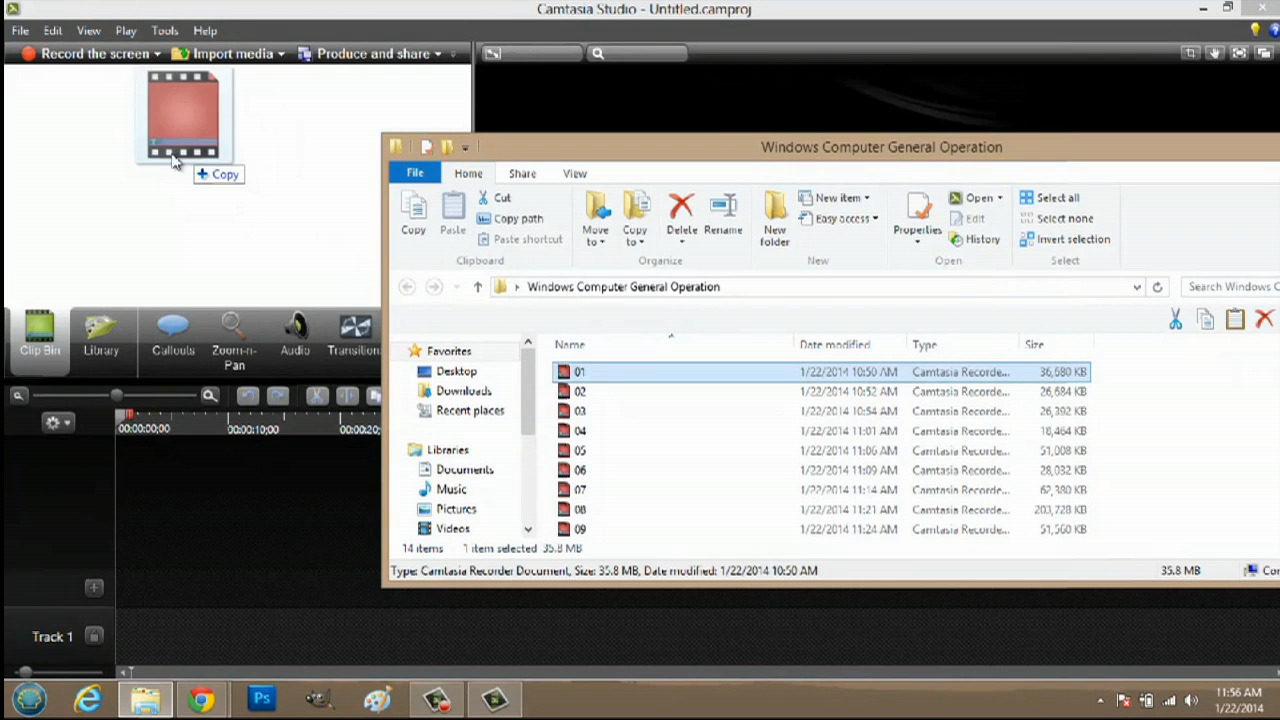 Camtasia Studio - Untitled.camproj
File Edit View Play Tools Help
Record the screen Import media Produce and share
Copy
Windows Computer General Operation
File Home Share View
Copy Paste Cut Copy path Paste shortcut
Move to Copy to Delete Rename
New folder New item Easy access
Properties Open Edit History
Select all Select none Invert selection
Clipboard Organize New Open Select
Windows Computer General Operation
Search Windows C
Clip Bin Library Callouts Zoom-n-Pan Audio Transition
00:00:00;00 00:00:10;00 00:00:20;
Track 1
Favorites
Desktop
Downloads
Recent places
Libraries
Documents
Music
Pictures
Videos
Name Date modified Type Size
01 1/22/2014 10:50 AM Camtasia Recorde... 36,680 KB
02 1/22/2014 10:52 AM Camtasia Recorde... 26,684 KB
03 1/22/2014 10:54 AM Camtasia Recorde... 26,392 KB
04 1/22/2014 11:01 AM Camtasia Recorde... 18,464 KB
05 1/22/2014 11:06 AM Camtasia Recorde... 51,008 KB
06 1/22/2014 11:09 AM Camtasia Recorde... 28,032 KB
07 1/22/2014 11:14 AM Camtasia Recorde... 62,380 KB
08 1/22/2014 11:21 AM Camtasia Recorde... 203,728 KB
09 1/22/2014 11:24 AM Camtasia Recorde... 51,560 KB
14 items 1 item selected 35.8 MB
Type: Camtasia Recorder Document, Size: 35.8 MB, Date modified: 1/22/2014 10:50 AM 35.8 MB Co
Ps
11:56 AM
1/22/2014